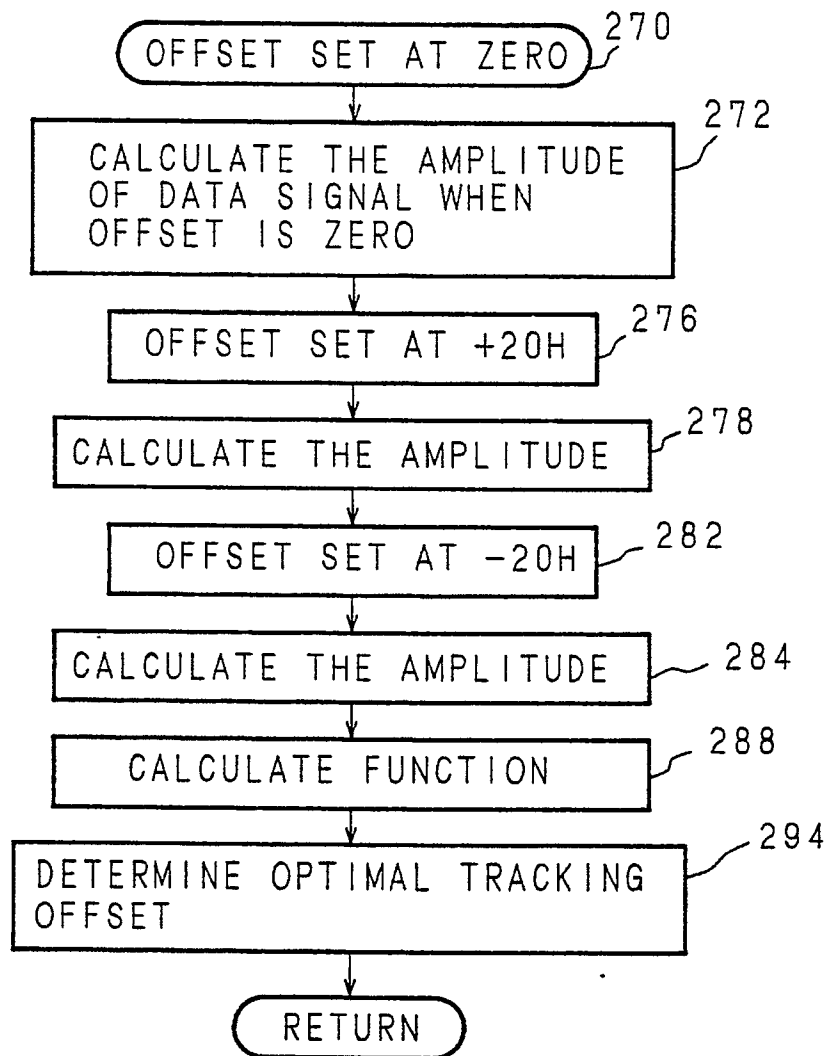 OFFSET SET AT ZERO
270
272
CALCULATE THE AMPLITUDE
OF DATA SIGNAL WHEN
OFFSET IS ZERO
OFFSET SET AT +20H
276
278
CALCULATE THE AMPLITUDE
OFFSET SET AT -20H
282
CALCULATE THE AMPLITUDE
284
CALCULATE FUNCTION
288
294
DETERMINE OPTIMAL TRACKING
OFFSET
RETURN